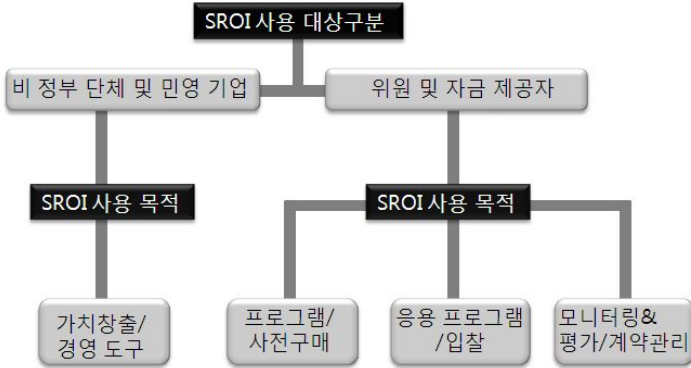 SROI 사용 대상구분
비 정부 단체 및 민영 기업
위원 및 자금 제공자
SROI 사용 목적
SROI 사용 목적
가치창출/
경영 도구
프로그램/
사전구매
응용 프로그램
/입찰
모니터링&
평가/계약관리